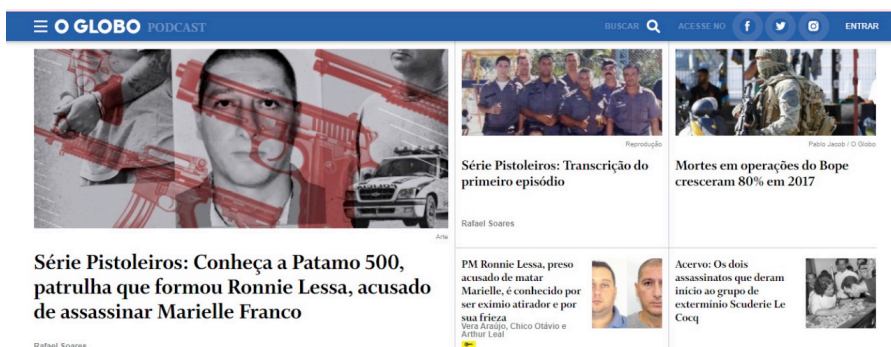 O GLOBO PODCAST
BUSCAR
ACESSE NO
ENTRAR
Arte
Série Pistoleiros: Conheça a Patamo 500,
patrulha que formou Ronnie Lessa, acusado
de assassinar Marielle Franco
Rafael Soares
Reprodução
Série Pistoleiros: Transcrição do
primeiro episódio
Rafael Soares
Pablo Jacob / O Globo
Mortes em operações do Bope
cresceram 80% em 2017
PM Ronnie Lessa, preso
acusado de matar
Marielle, é conhecido por
ser exímio atirador e por
sua frieza
Vera Araújo, Chico Otávio e
Arthur Leal
Acervo: Os dois
assassinatos que deram
início ao grupo de
extermínio Scuderie Le
Cocq